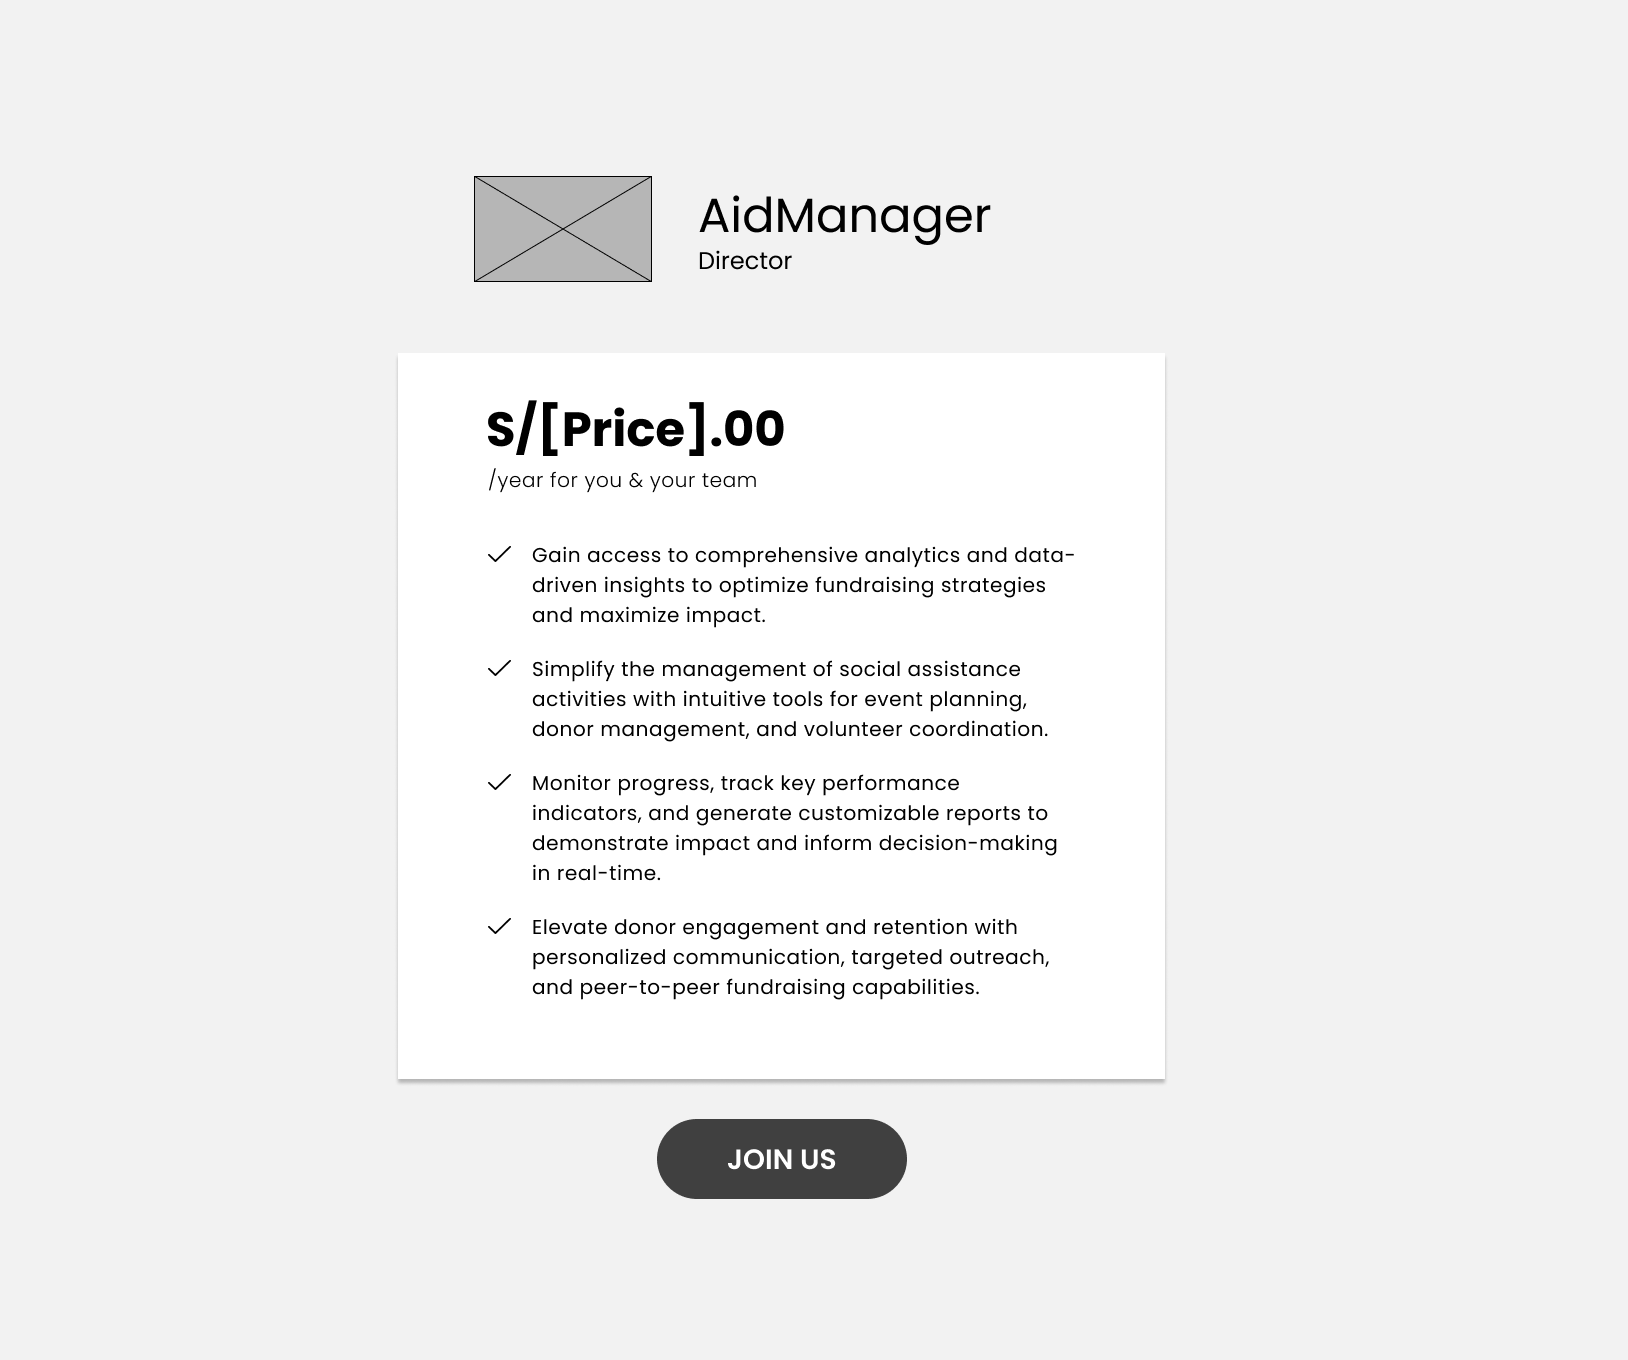 AidManager
Director
S/[Price].00
/year for you & your team
Gain access to comprehensive analytics and data-
driven insights to optimize fundraising strategies
and maximize impact.
Simplify the management of social assistance
activities with intuitive tools for event planning,
donor management, and volunteer coordination.
Monitor progress, track key performance
indicators, and generate customizable reports to
demonstrate impact and inform decision-making
in real-time.
Elevate donor engagement and retention with
personalized communication, targeted outreach,
and peer-to-peer fundraising capabilities.
JOIN US